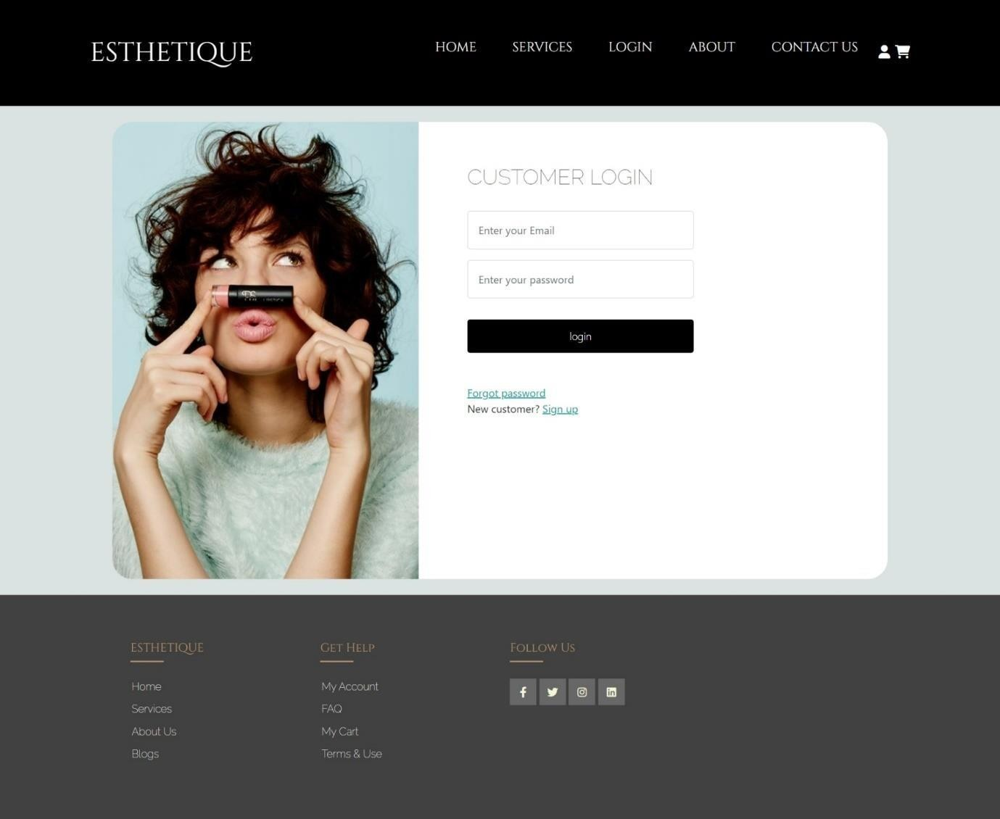 ESTHETIQUE
HOME SERVICES LOGIN ABOUT CONTACT US
CUSTOMER LOGIN
Enter your Email
Enter your password
login
Forgot password
New customer? Sign up
ESTHETIQUE
Home
Services
About Us
Blogs
Get Help
My Account
FAQ
My Cart
Terms & Use
Follow Us